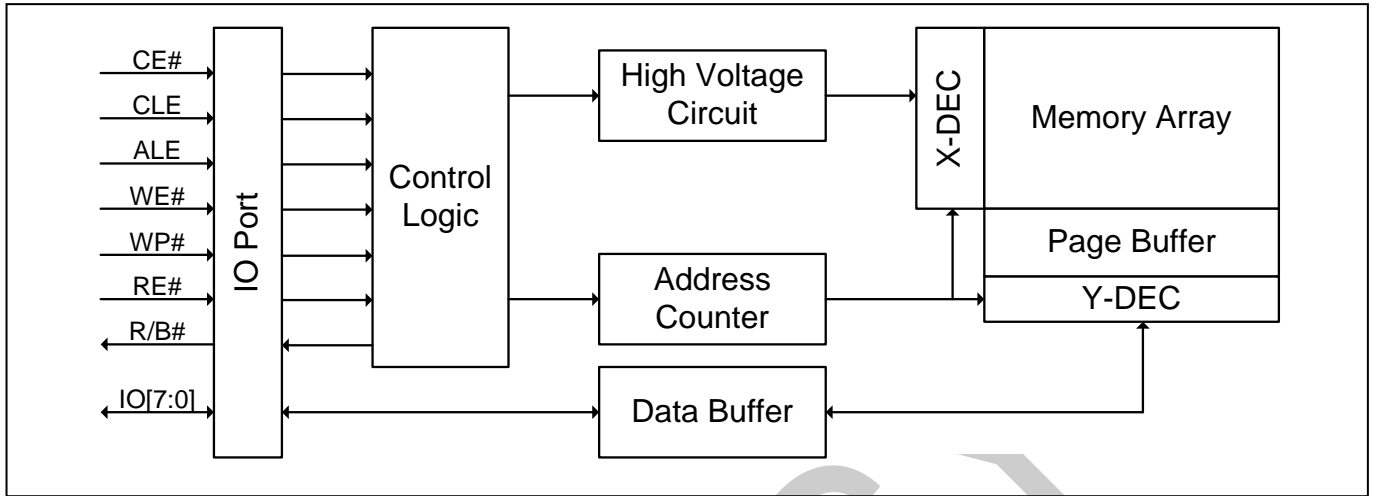 CE#
CLE
ALE
WE#
WP#
RE#
R/B#
IO[7:0]
IO Port
Control
Logic
High Voltage
Circuit
Address
Counter
Data Buffer
X-DEC
Memory Array
Page Buffer
Y-DEC